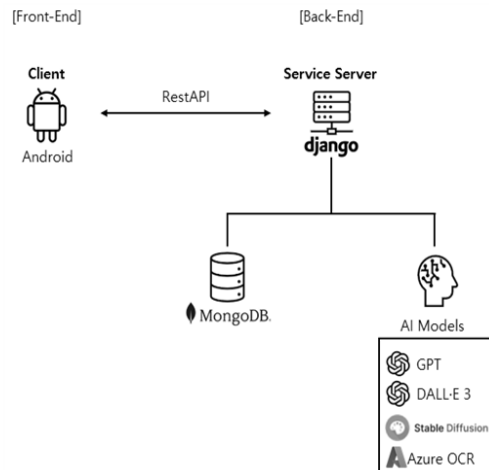 [Front-End]
[Back-End]
Client
Service Server
RestAPI
Android
django
MongoDB.
AI Models
GPT
DALL·E 3
Stable Diffusion
Azure OCR